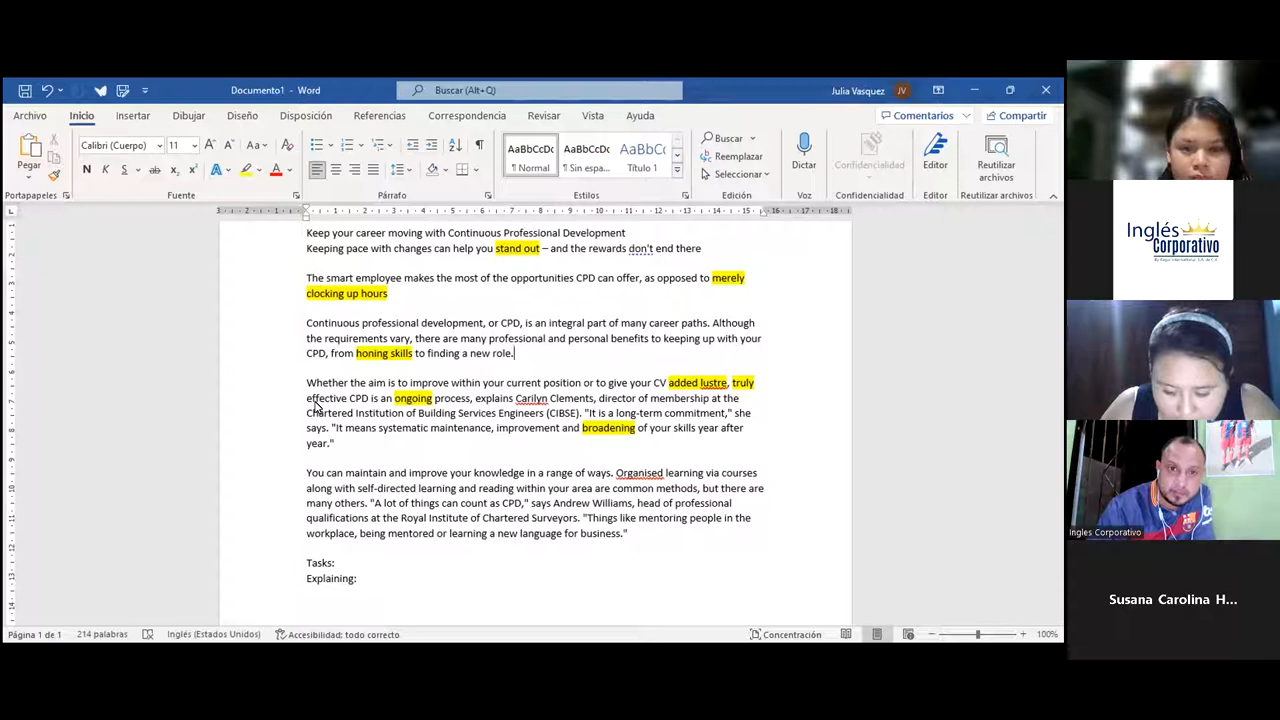 Documento1 - Word
Buscar (Alt+Q)
Julia Vasquez
JV
Archivo Inicio Insertar Dibujar Diseño Disposición Referencias Correspondencia Revisar Vista Ayuda
Comentarios
Compartir
Pegar
Calibri (Cuerpo)
11
AaBbCcDc
AaBbCcDc
AaBbCc
Normal
Sin espa...
Título 1
Buscar
Reemplazar
Seleccionar
Dictar
Confidencialidad
Editor
Reutilizar archivos
Portapapeles Fuente Párrafo Estilos Edición Voz Confidencialidad Editor Reutilizar archivos
Keep your career moving with Continuous Professional Development
Keeping pace with changes can help you stand out – and the rewards don't end there
The smart employee makes the most of the opportunities CPD can offer, as opposed to merely
clocking up hours
Continuous professional development, or CPD, is an integral part of many career paths. Although
the requirements vary, there are many professional and personal benefits to keeping up with your
CPD, from honing skills to finding a new role.
Whether the aim is to improve within your current position or to give your CV added lustre, truly
effective CPD is an ongoing process, explains Carilyn Clements, director of membership at the
Chartered Institution of Building Services Engineers (CIBSE). "It is a long-term commitment," she
says. "It means systematic maintenance, improvement and broadening of your skills year after
year."
You can maintain and improve your knowledge in a range of ways. Organised learning via courses
along with self-directed learning and reading within your area are common methods, but there are
many others. "A lot of things can count as CPD," says Andrew Williams, head of professional
qualifications at the Royal Institute of Chartered Surveyors. "Things like mentoring people in the
workplace, being mentored or learning a new language for business."
Tasks:
Explaining:
Página 1 de 1
214 palabras
Inglés (Estados Unidos)
Accesibilidad: todo correcto
Concentración
100%
Inglés
Corporativo
Ingles Corporativo
Susana Carolina H...